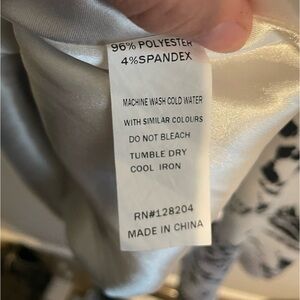 96% POLYESTER
4%SPANDEX
MACHINE WASH COLD WATER
WITH SIMILAR COLOURS
DO NOT BLEACH
TUMBLE DRY
COOL IRON
RN#128204
MADE IN CHINA